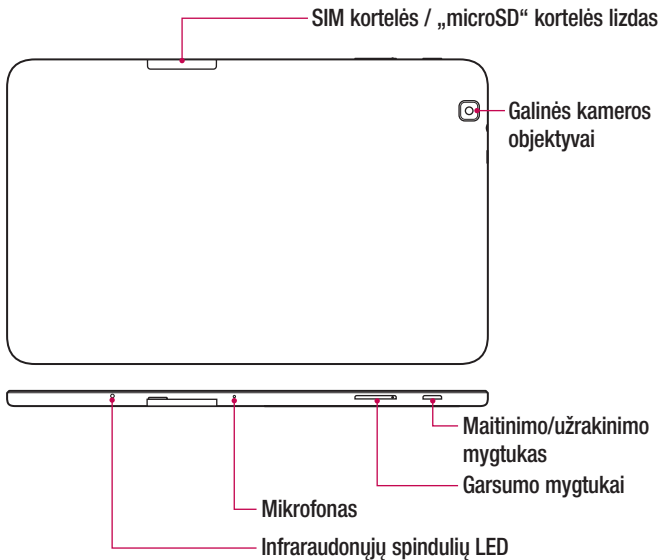 SIM kortelės / „microSD“ kortelės lizdas
Galinės kameros
objektyvai
Maitinimo/užrakinimo
mygtukas
Garsumo mygtukai
Mikrofonas
Infraraudonųjų spindulių LED